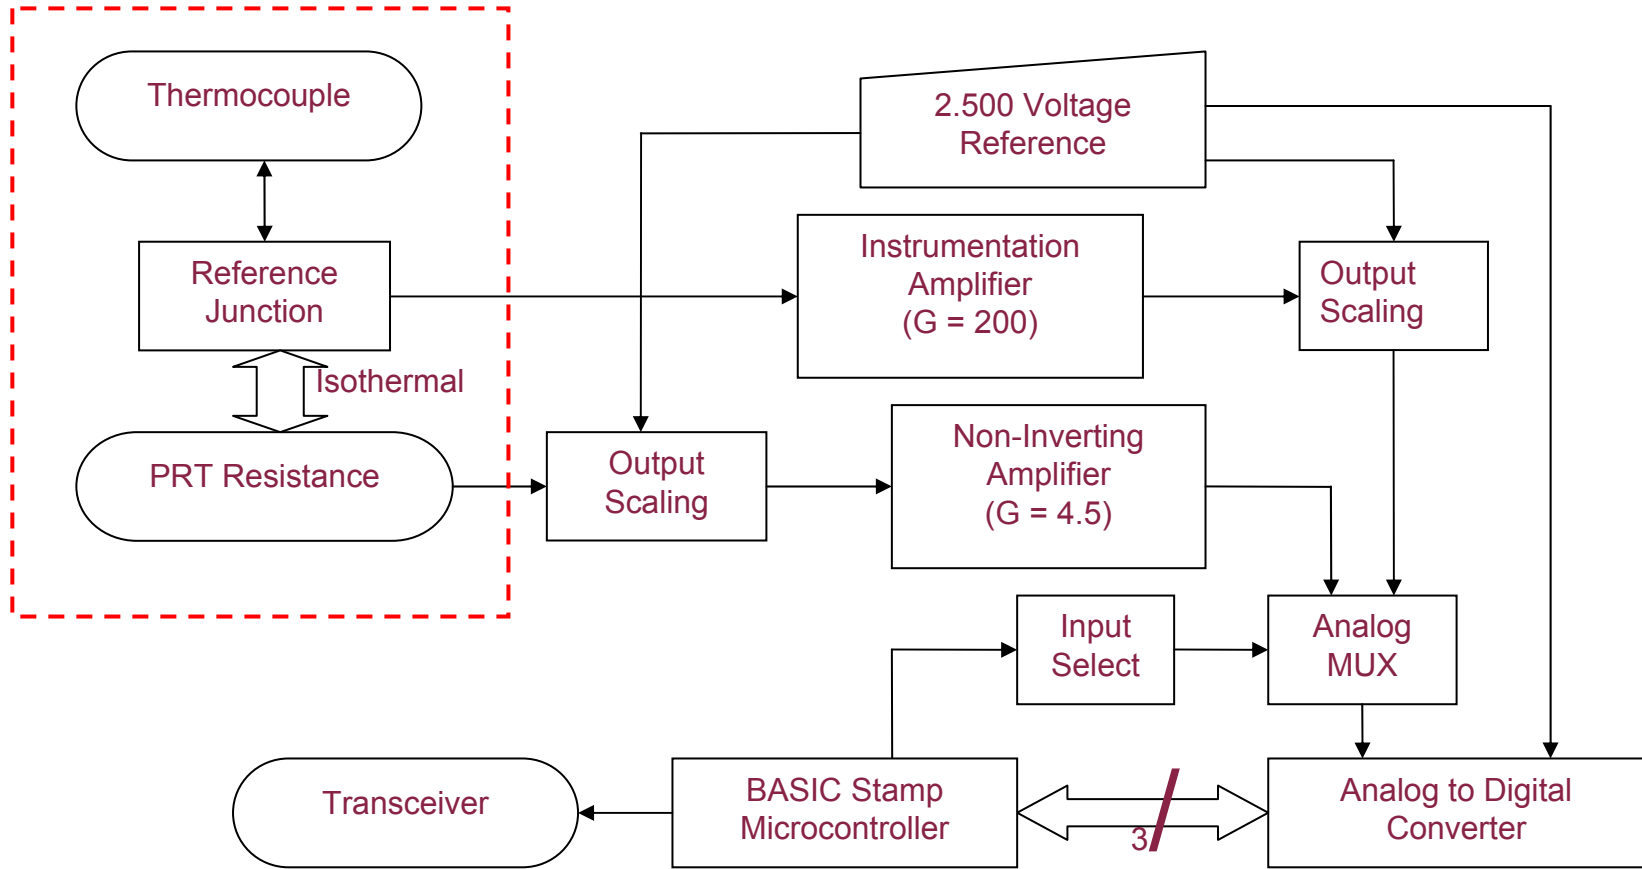 Thermocouple
2.500 Voltage
Reference
Reference
Junction
Instrumentation
Amplifier
(G = 200)
Output
Scaling
Isothermal
PRT Resistance
Output
Scaling
Non-Inverting
Amplifier
(G = 4.5)
Input
Select
Analog
MUX
Transceiver
BASIC Stamp
Microcontroller
3
Analog to Digital
Converter